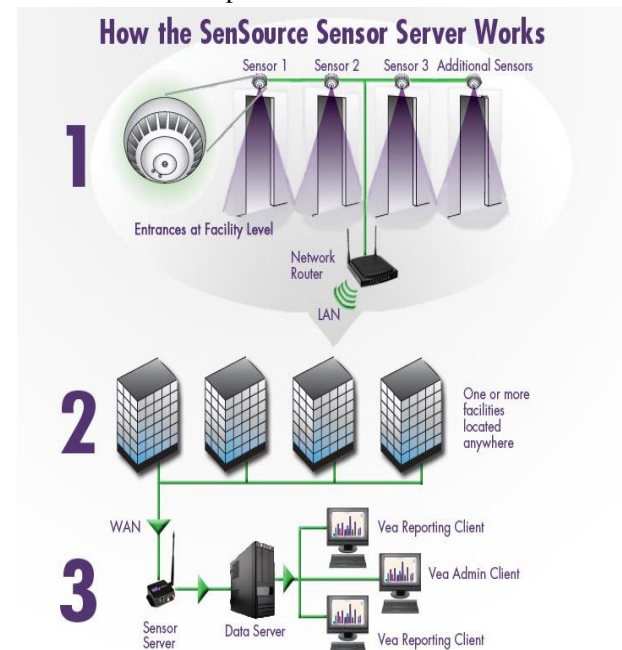 How the SenSource Sensor Server Works
Sensor 1 Sensor 2 Sensor 3 Additional Sensors
1
Entrances at Facility Level
Network
Router
LAN
2
One or more
facilities
located
anywhere
WAN
3
Vea Reporting Client
Vea Admin Client
Sensor
Server
Data Server
Vea Reporting Client